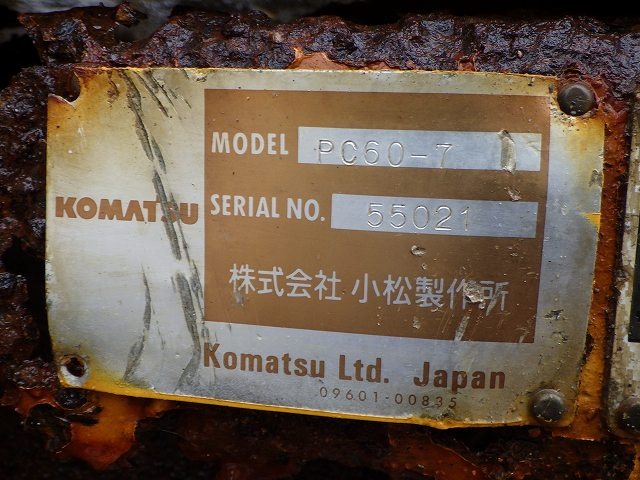 MODEL PC60-7
KOMATSU
SERIAL NO. 55021
株式会社 小松製作所
Komatsu Ltd. Japan
09601-00835